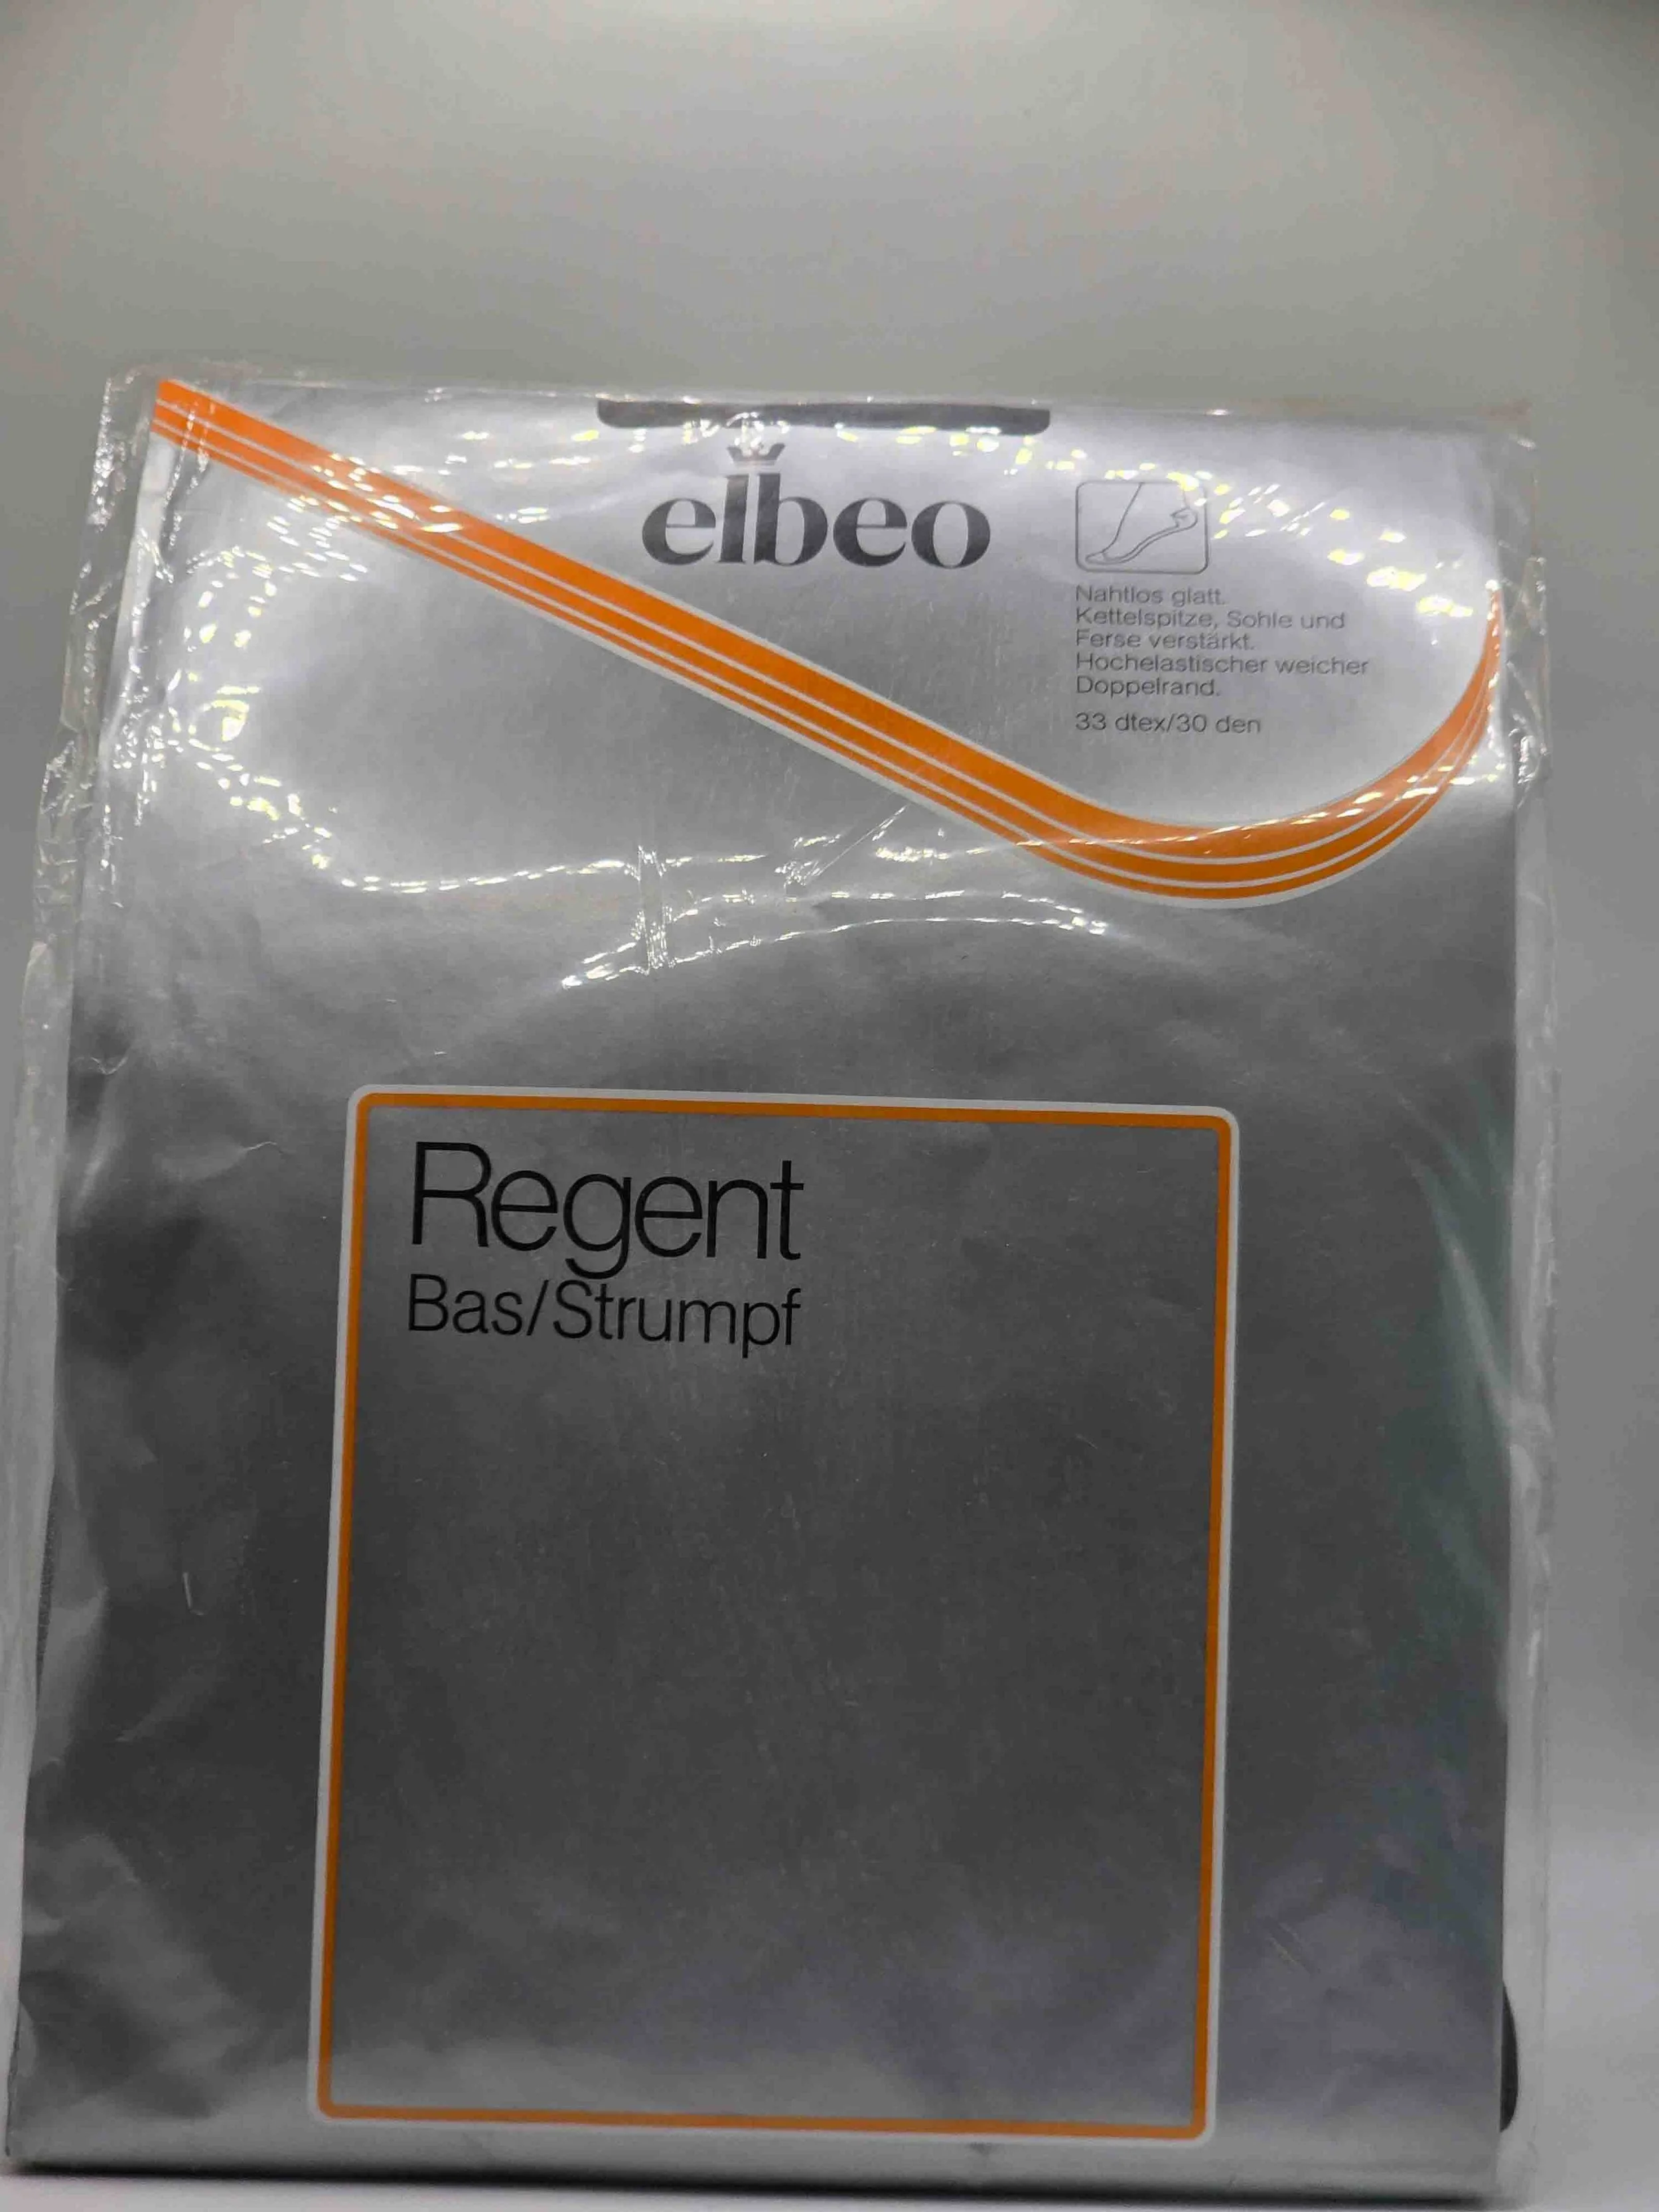 elbeo
Nahtlos glatt.
Kettelspitze, Sohle und
Ferse verstärkt.
Hochelastischer weicher
Doppelrand.
33 dtex/30 den
Regent
Bas/Strumpf